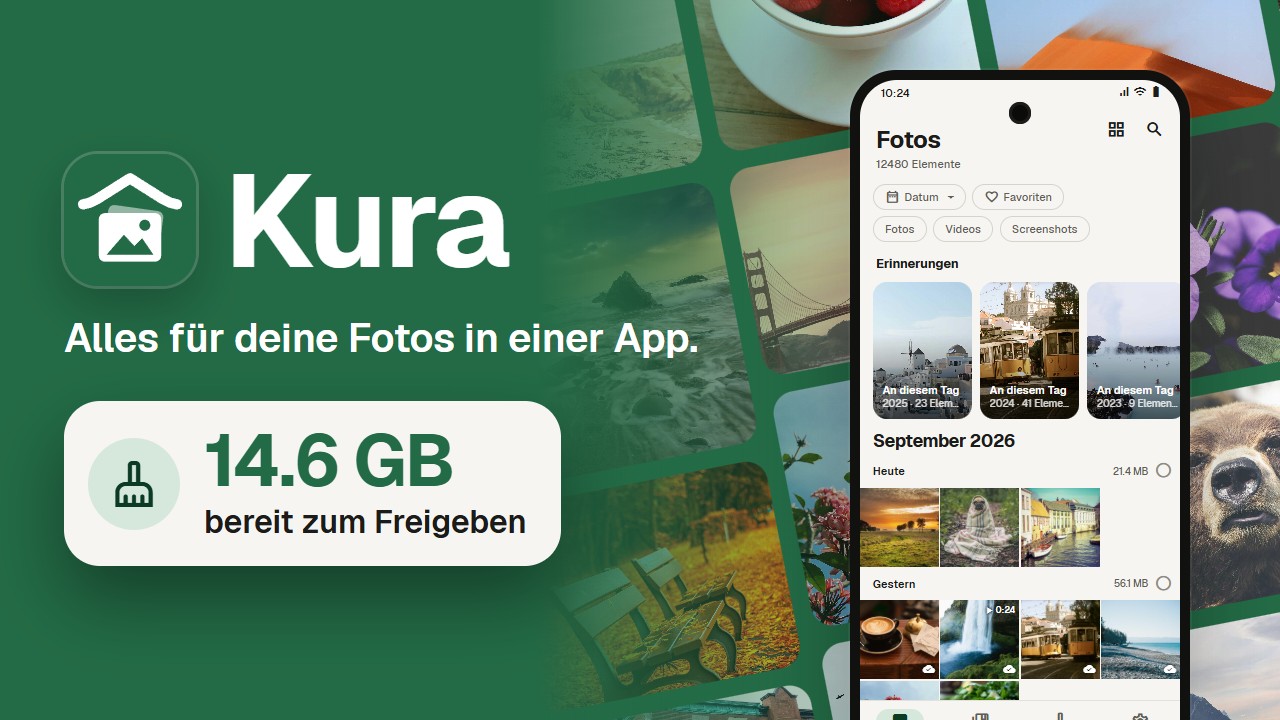 Kura
Alles für deine Fotos in einer App.
14.6 GB
bereit zum Freigeben
10:24
Fotos
12480 Elemente
Datum
Favoriten
Fotos
Videos
Screenshots
Erinnerungen
An diesem Tag
2025 · 23 Elem…
An diesem Tag
2024 · 41 Eleme…
An diesem Tag
2023 · 9 Elemen…
September 2026
Heute
21.4 MB
Gestern
56.1 MB
0:24